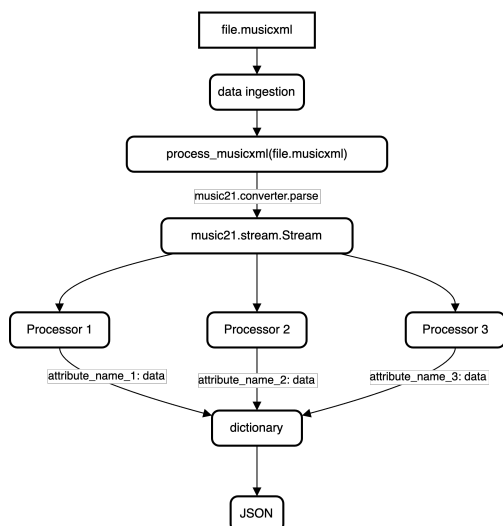 file.musicxml
data ingestion
process_musicxml(file.musicxml)
music21.converter.parse
music21.stream.Stream
Processor 1
Processor 2
Processor 3
attribute_name_1: data
attribute_name_2: data
attribute_name_3: data
dictionary
JSON